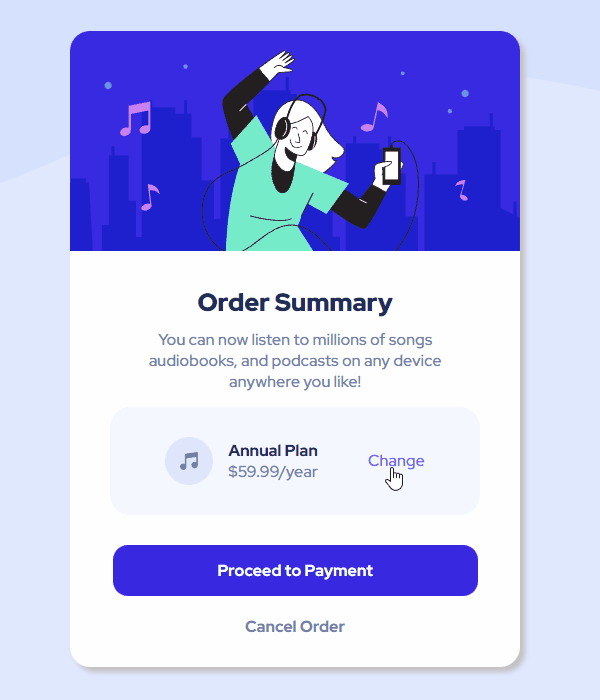 Order Summary
You can now listen to millions of songs
audiobooks, and podcasts on any device
anywhere you like!
Annual Plan
$59.99/year
Change
Proceed to Payment
Cancel Order